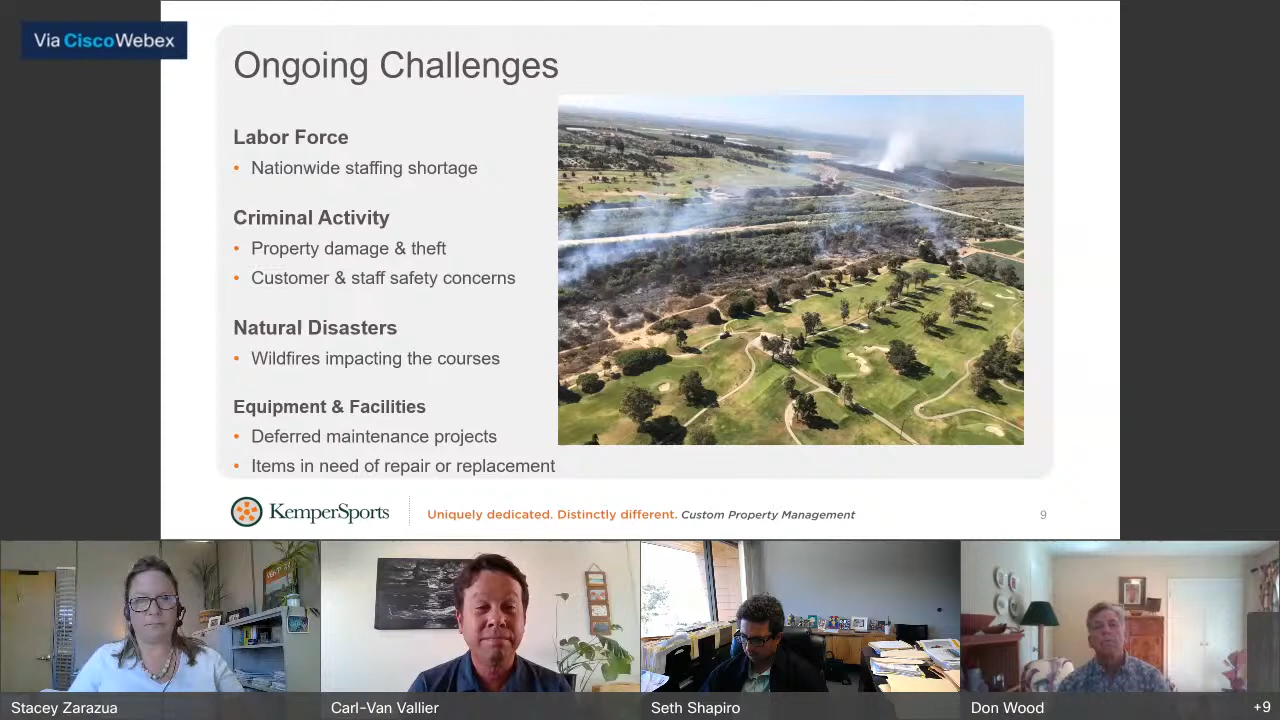 Via Cisco Webex
Ongoing Challenges
Labor Force
• Nationwide staffing shortage
Criminal Activity
• Property damage & theft
• Customer & staff safety concerns
Natural Disasters
• Wildfires impacting the courses
Equipment & Facilities
• Deferred maintenance projects
• Items in need of repair or replacement
KemperSports
Uniquely dedicated. Distinctly different. Custom Property Management
9
Stacey Zarazua
Carl-Van Vallier
Seth Shapiro
Don Wood
+9